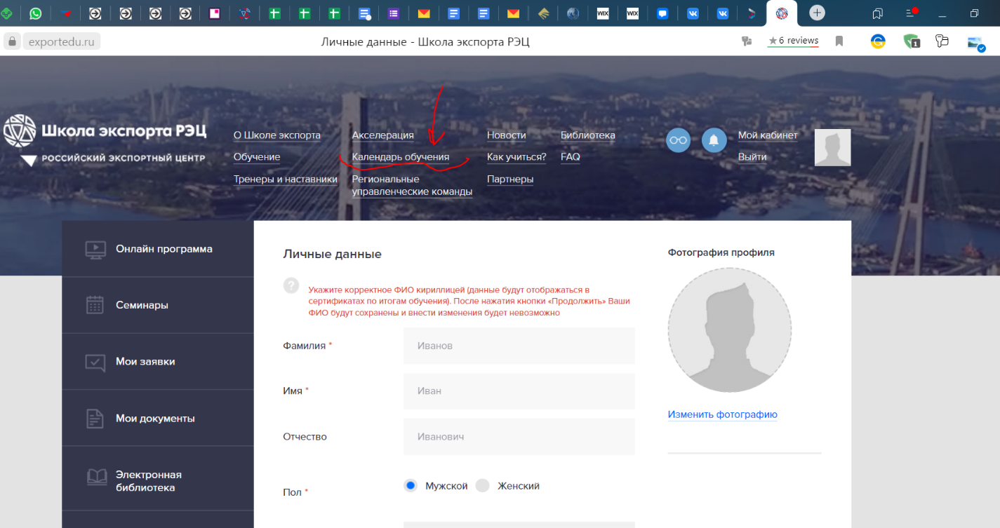 WIX
WIX
exportedu.ru
Личные данные - Школа экспорта РЭЦ
★6 reviews
1
Школа экспорта РЭЦ
РОССИЙСКИЙ ЭКСПОРТНЫЙ ЦЕНТР
О Школе экспорта
Обучение
Тренеры и наставники
Акселерация
Календарь обучения
Региональные
управленческие команды
Новости
Как учиться?
Партнеры
Библиотека
FAQ
Мой кабинет
Выйти
Онлайн программа
Семинары
Мои заявки
Мои документы
Электронная
библиотека
Личные данные
?
Укажите корректное ФИО кириллицей (данные будут отображаться в
сертификатах по итогам обучения). После нажатия кнопки «Продолжить» Ваши
ФИО будут сохранены и внести изменения будет невозможно
Фамилия *
Иванов
Имя *
Иван
Отчество
Иванович
Пол *
Мужской
Женский
Фотография профиля
Изменить фотографию